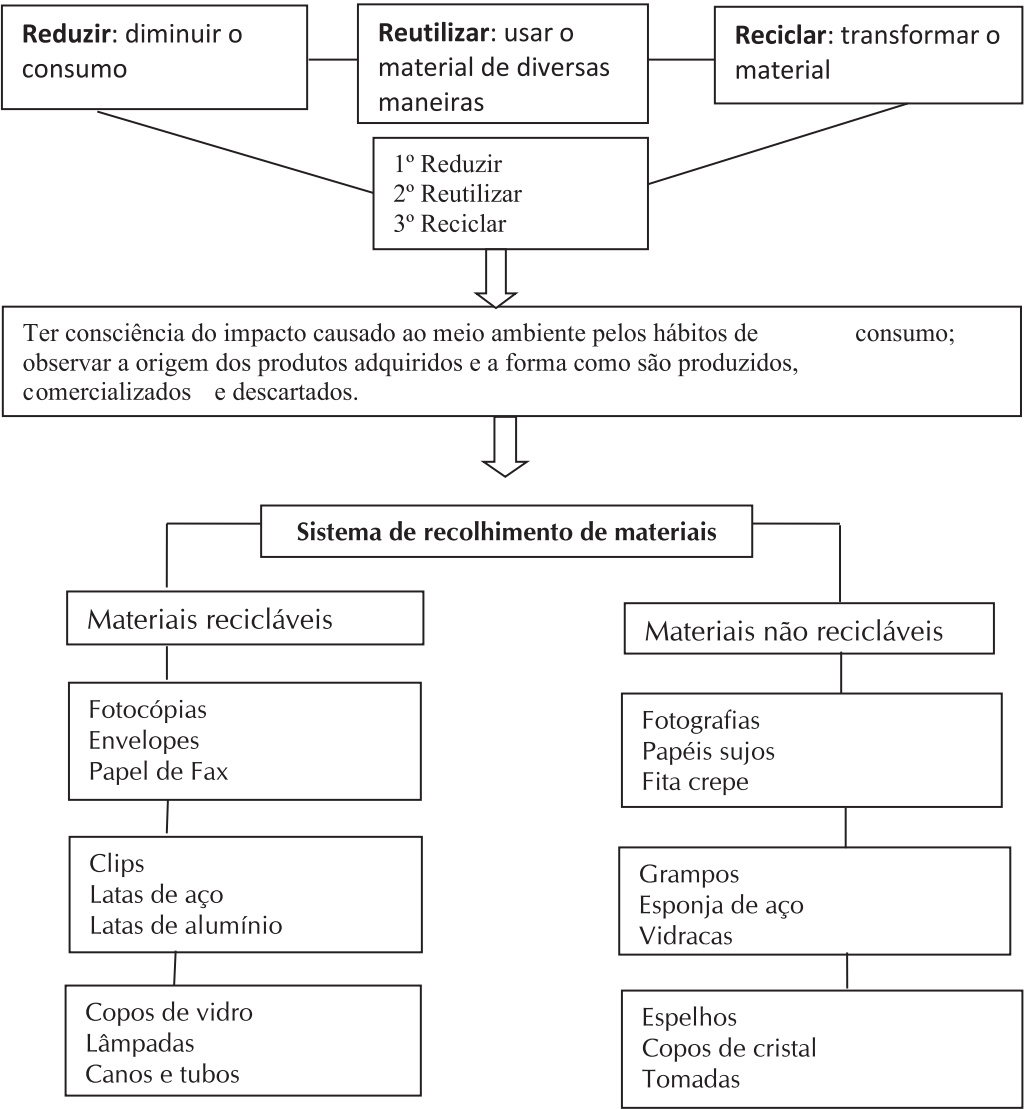 Reduzir: diminuir o
consumo
Reutilizar: usar o
material de diversas
maneiras
Reciclar: transformar o
material
1º Reduzir
2º Reutilizar
3º Reciclar
Ter consciência do impacto causado ao meio ambiente pelos hábitos de consumo;
observar a origem dos produtos adquiridos e a forma como são produzidos,
comercializados e descartados.
Sistema de recolhimento de materiais
Materiais recicláveis
Fotocópias
Envelopes
Papel de Fax
Clips
Latas de aço
Latas de alumínio
Copos de vidro
Lâmpadas
Canos e tubos
Materiais não recicláveis
Fotografias
Papéis sujos
Fita crepe
Grampos
Esponja de aço
Vidracas
Espelhos
Copos de cristal
Tomadas